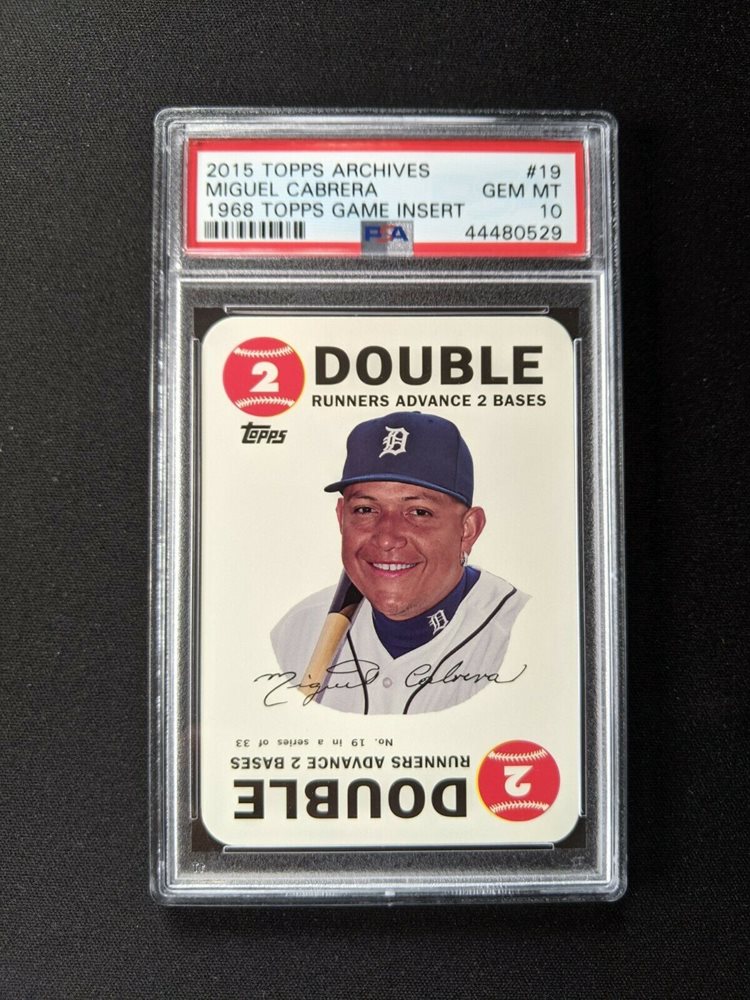 2015 TOPPS ARCHIVES #19
MIGUEL CABRERA GEM MT
1968 TOPPS GAME INSERT 10
PSA 44480529
2 DOUBLE
RUNNERS ADVANCE 2 BASES
Topps
D
D
Miguel Cabrera
No. 19 in a series of 33
RUNNERS ADVANCE 2 BASES
DOUBLE 2